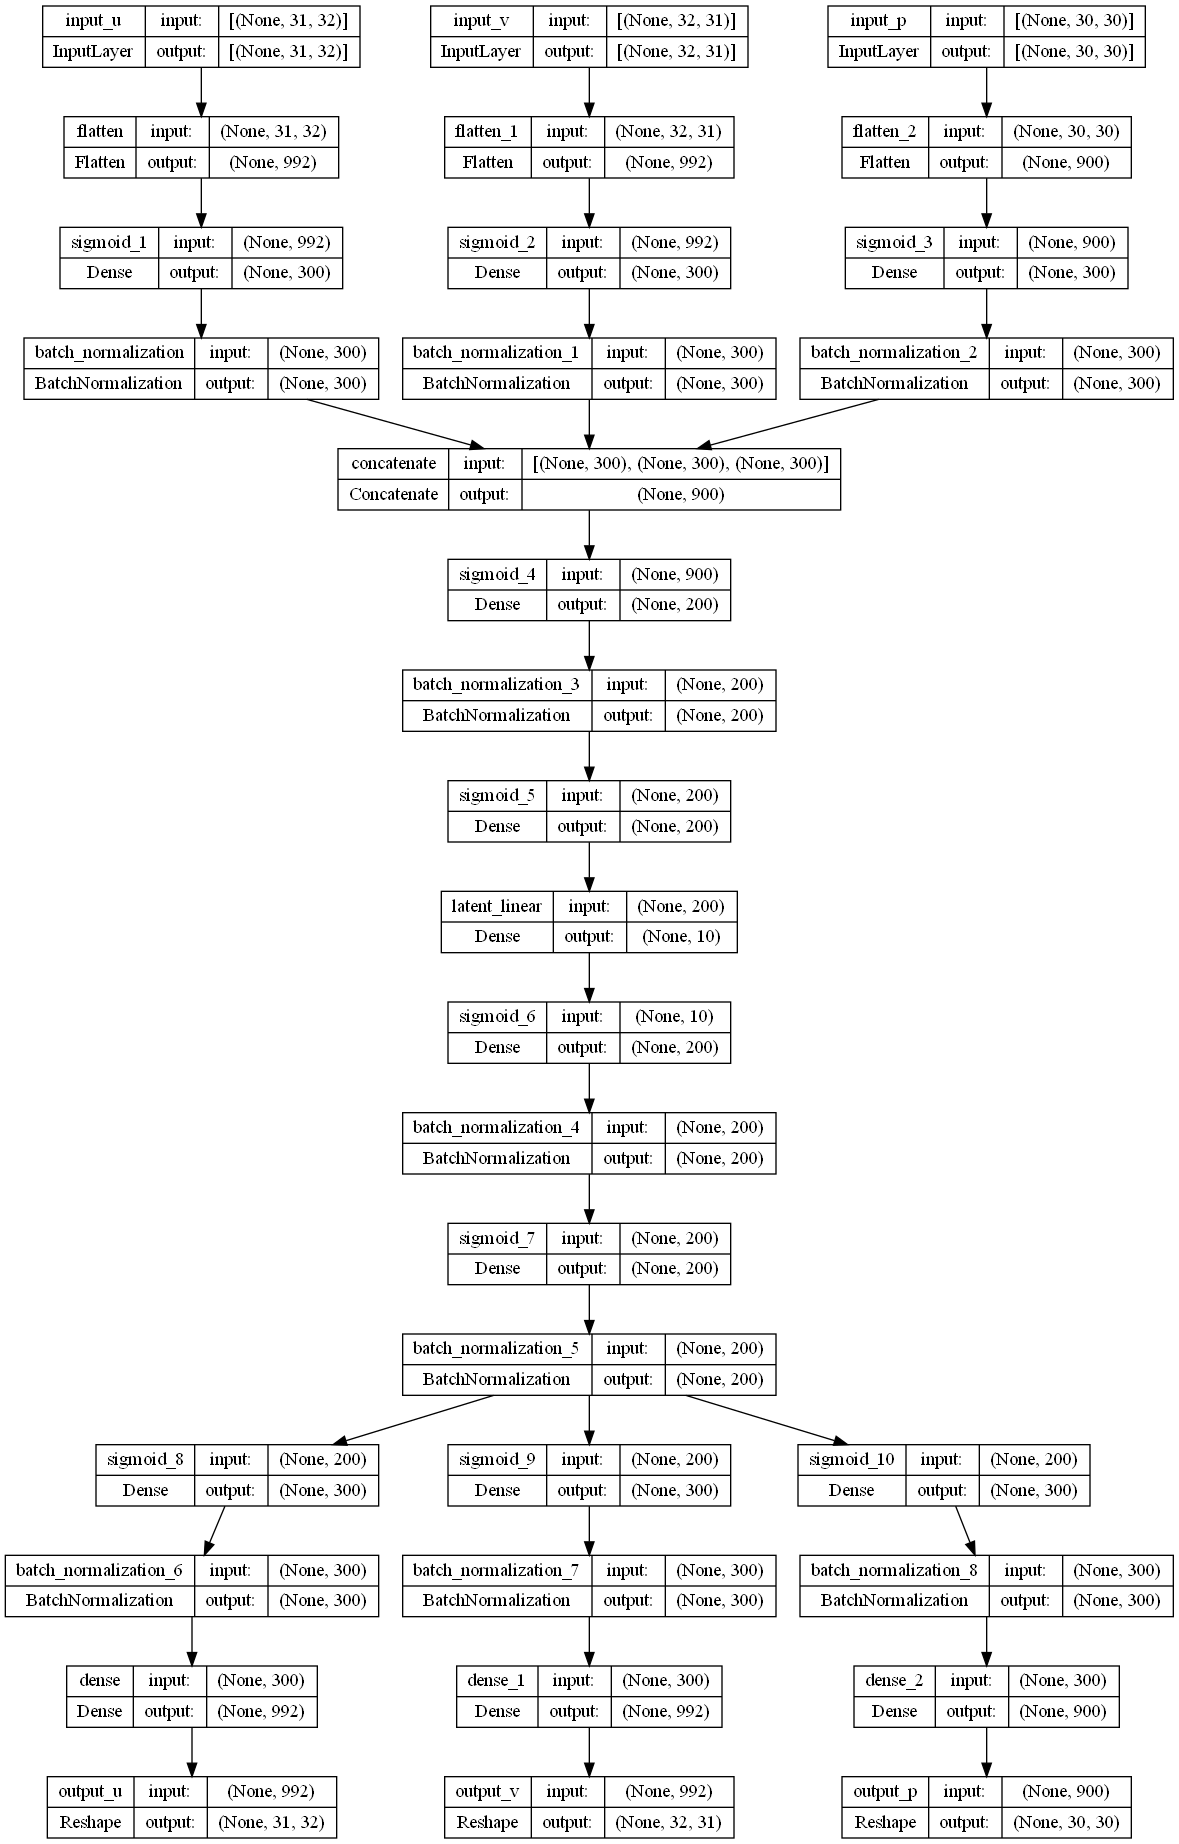 input_u input: [(None, 31, 32)]
InputLayer output: [(None, 31, 32)]
input_v input: [(None, 32, 31)]
InputLayer output: [(None, 32, 31)]
input_p input: [(None, 30, 30)]
InputLayer output: [(None, 30, 30)]
flatten input: (None, 31, 32)
Flatten output: (None, 992)
flatten_1 input: (None, 32, 31)
Flatten output: (None, 992)
flatten_2 input: (None, 30, 30)
Flatten output: (None, 900)
sigmoid_1 input: (None, 992)
Dense output: (None, 300)
sigmoid_2 input: (None, 992)
Dense output: (None, 300)
sigmoid_3 input: (None, 900)
Dense output: (None, 300)
batch_normalization input: (None, 300)
BatchNormalization output: (None, 300)
batch_normalization_1 input: (None, 300)
BatchNormalization output: (None, 300)
batch_normalization_2 input: (None, 300)
BatchNormalization output: (None, 300)
concatenate input: [(None, 300), (None, 300), (None, 300)]
Concatenate output: (None, 900)
sigmoid_4 input: (None, 900)
Dense output: (None, 200)
batch_normalization_3 input: (None, 200)
BatchNormalization output: (None, 200)
sigmoid_5 input: (None, 200)
Dense output: (None, 200)
latent_linear input: (None, 200)
Dense output: (None, 10)
sigmoid_6 input: (None, 10)
Dense output: (None, 200)
batch_normalization_4 input: (None, 200)
BatchNormalization output: (None, 200)
sigmoid_7 input: (None, 200)
Dense output: (None, 200)
batch_normalization_5 input: (None, 200)
BatchNormalization output: (None, 200)
sigmoid_8 input: (None, 200)
Dense output: (None, 300)
sigmoid_9 input: (None, 200)
Dense output: (None, 300)
sigmoid_10 input: (None, 200)
Dense output: (None, 300)
batch_normalization_6 input: (None, 300)
BatchNormalization output: (None, 300)
batch_normalization_7 input: (None, 300)
BatchNormalization output: (None, 300)
batch_normalization_8 input: (None, 300)
BatchNormalization output: (None, 300)
dense input: (None, 300)
Dense output: (None, 992)
dense_1 input: (None, 300)
Dense output: (None, 992)
dense_2 input: (None, 300)
Dense output: (None, 900)
output_u input: (None, 992)
Reshape output: (None, 31, 32)
output_v input: (None, 992)
Reshape output: (None, 32, 31)
output_p input: (None, 900)
Reshape output: (None, 30, 30)